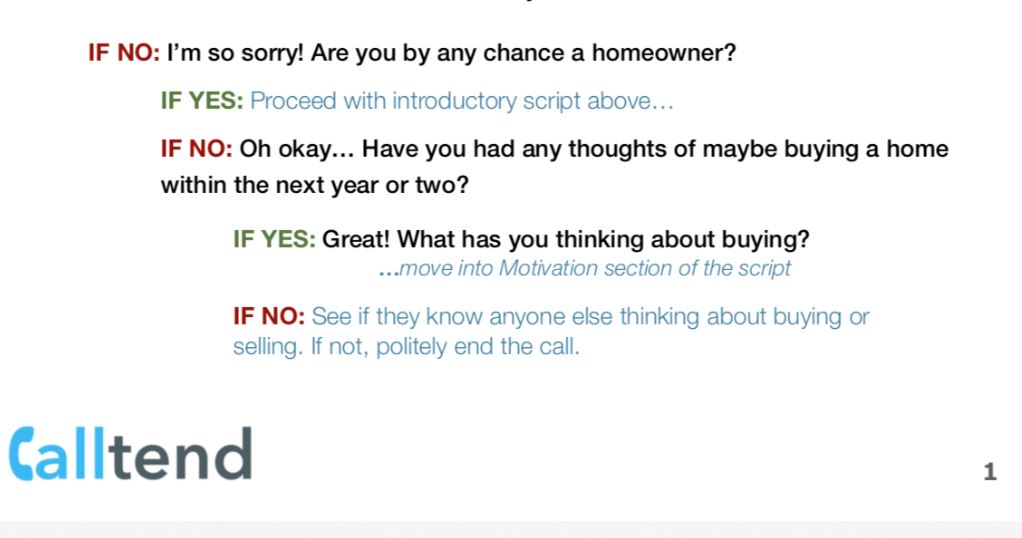 IF NO: I'm so sorry! Are you by any chance a homeowner?
IF YES: Proceed with introductory script above...
IF NO: Oh okay... Have you had any thoughts of maybe buying a home
within the next year or two?
IF YES: Great! What has you thinking about buying?
...move into Motivation section of the script
IF NO: See if they know anyone else thinking about buying or
selling. If not, politely end the call.
Calltend
1